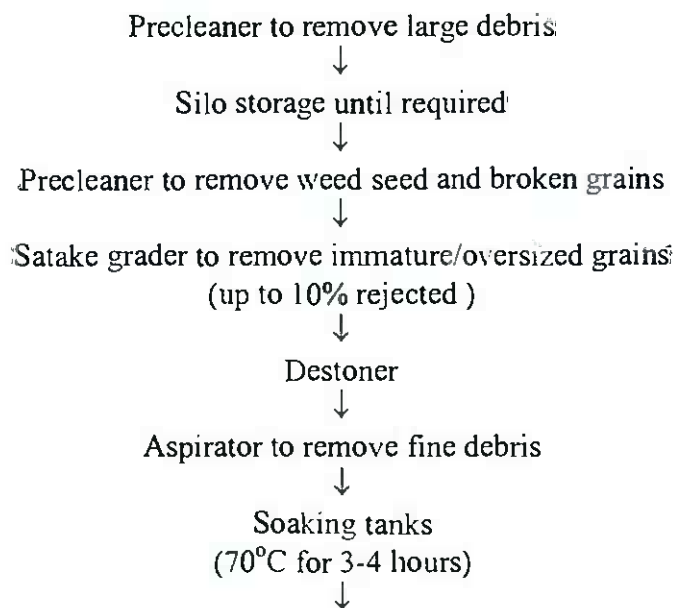 Precleaner to remove large debris
↓
Silo storage until required
↓
Precleaner to remove weed seed and broken grains
↓
Satake grader to remove immature/oversized grains
(up to 10% rejected )
↓
Destoner
↓
Aspirator to remove fine debris
↓
Soaking tanks
(70°C for 3-4 hours)
↓